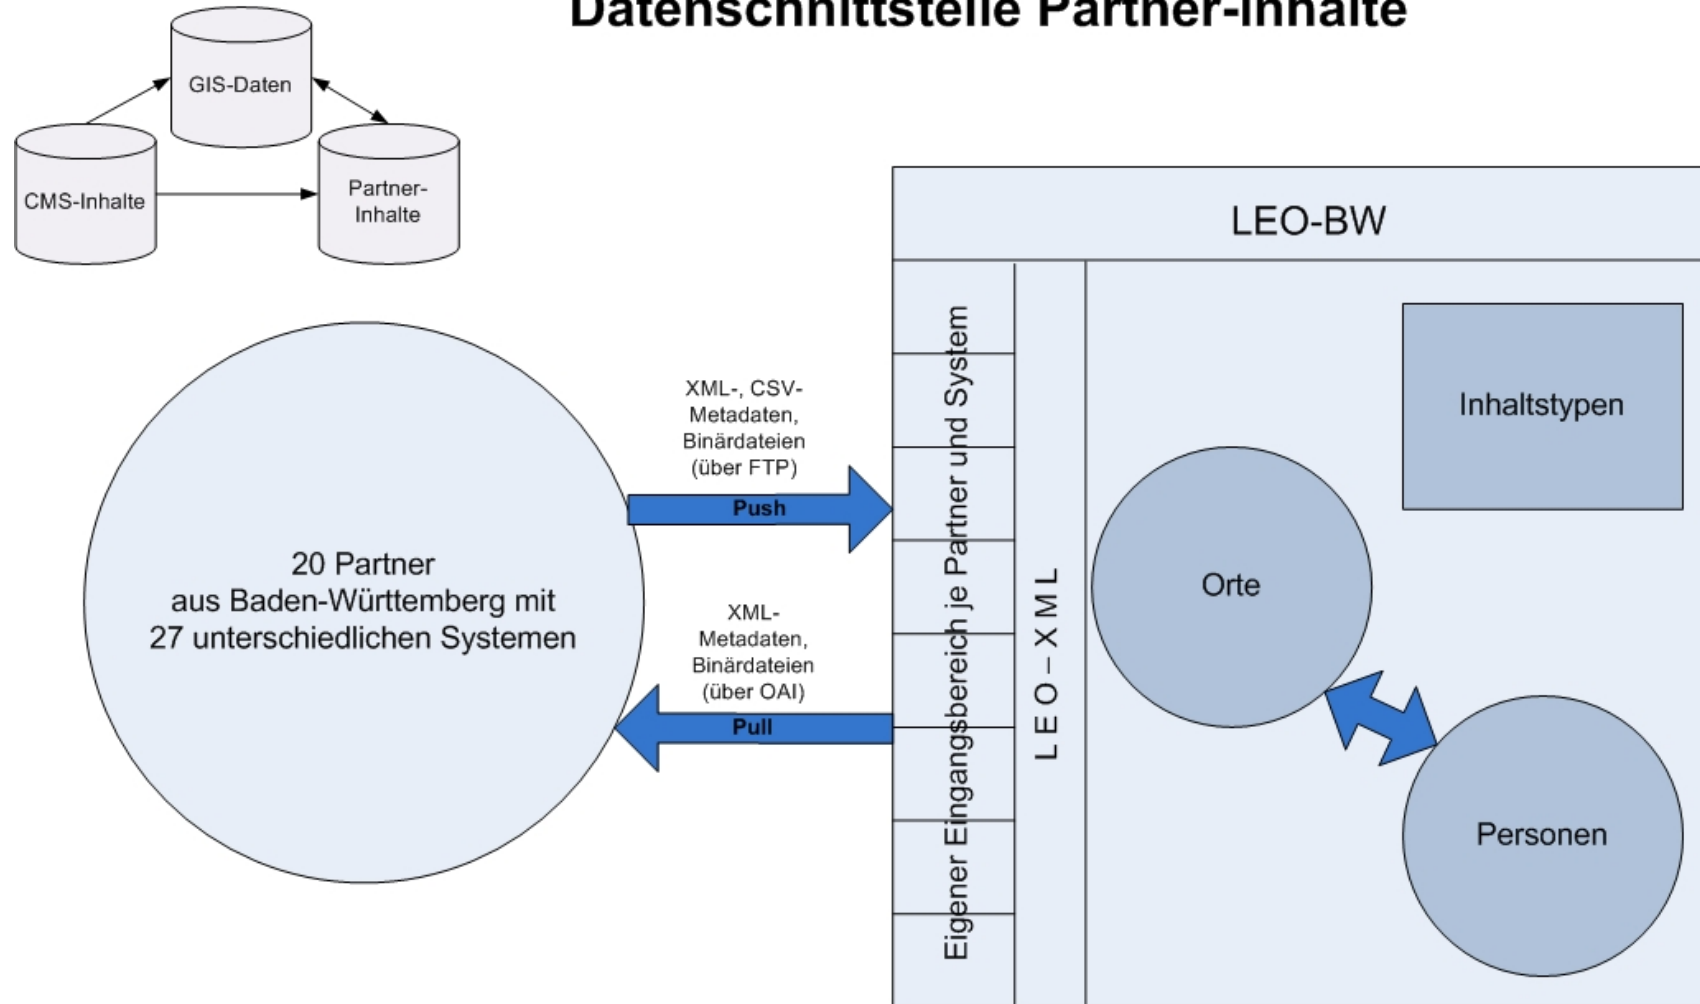 Datenschnittstelle Partner-Inhalte
GIS-Daten
CMS-Inhalte
Partner-
Inhalte
LEO-BW
20 Partner
aus Baden-Württemberg mit
27 unterschiedlichen Systemen
XML-, CSV-
Metadaten,
Binärdateien
(über FTP)
Push
XML-
Metadaten,
Binärdateien
(über OAI)
Pull
Eigener Eingangsbereich je Partner und System
LEO–XML
Inhaltstypen
Orte
Personen